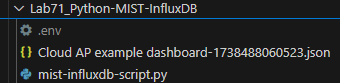 Lab71_Python-MIST-InfluxDB
.env
Cloud AP example dashboard-1738488060523.json
mist-influxdb-script.py